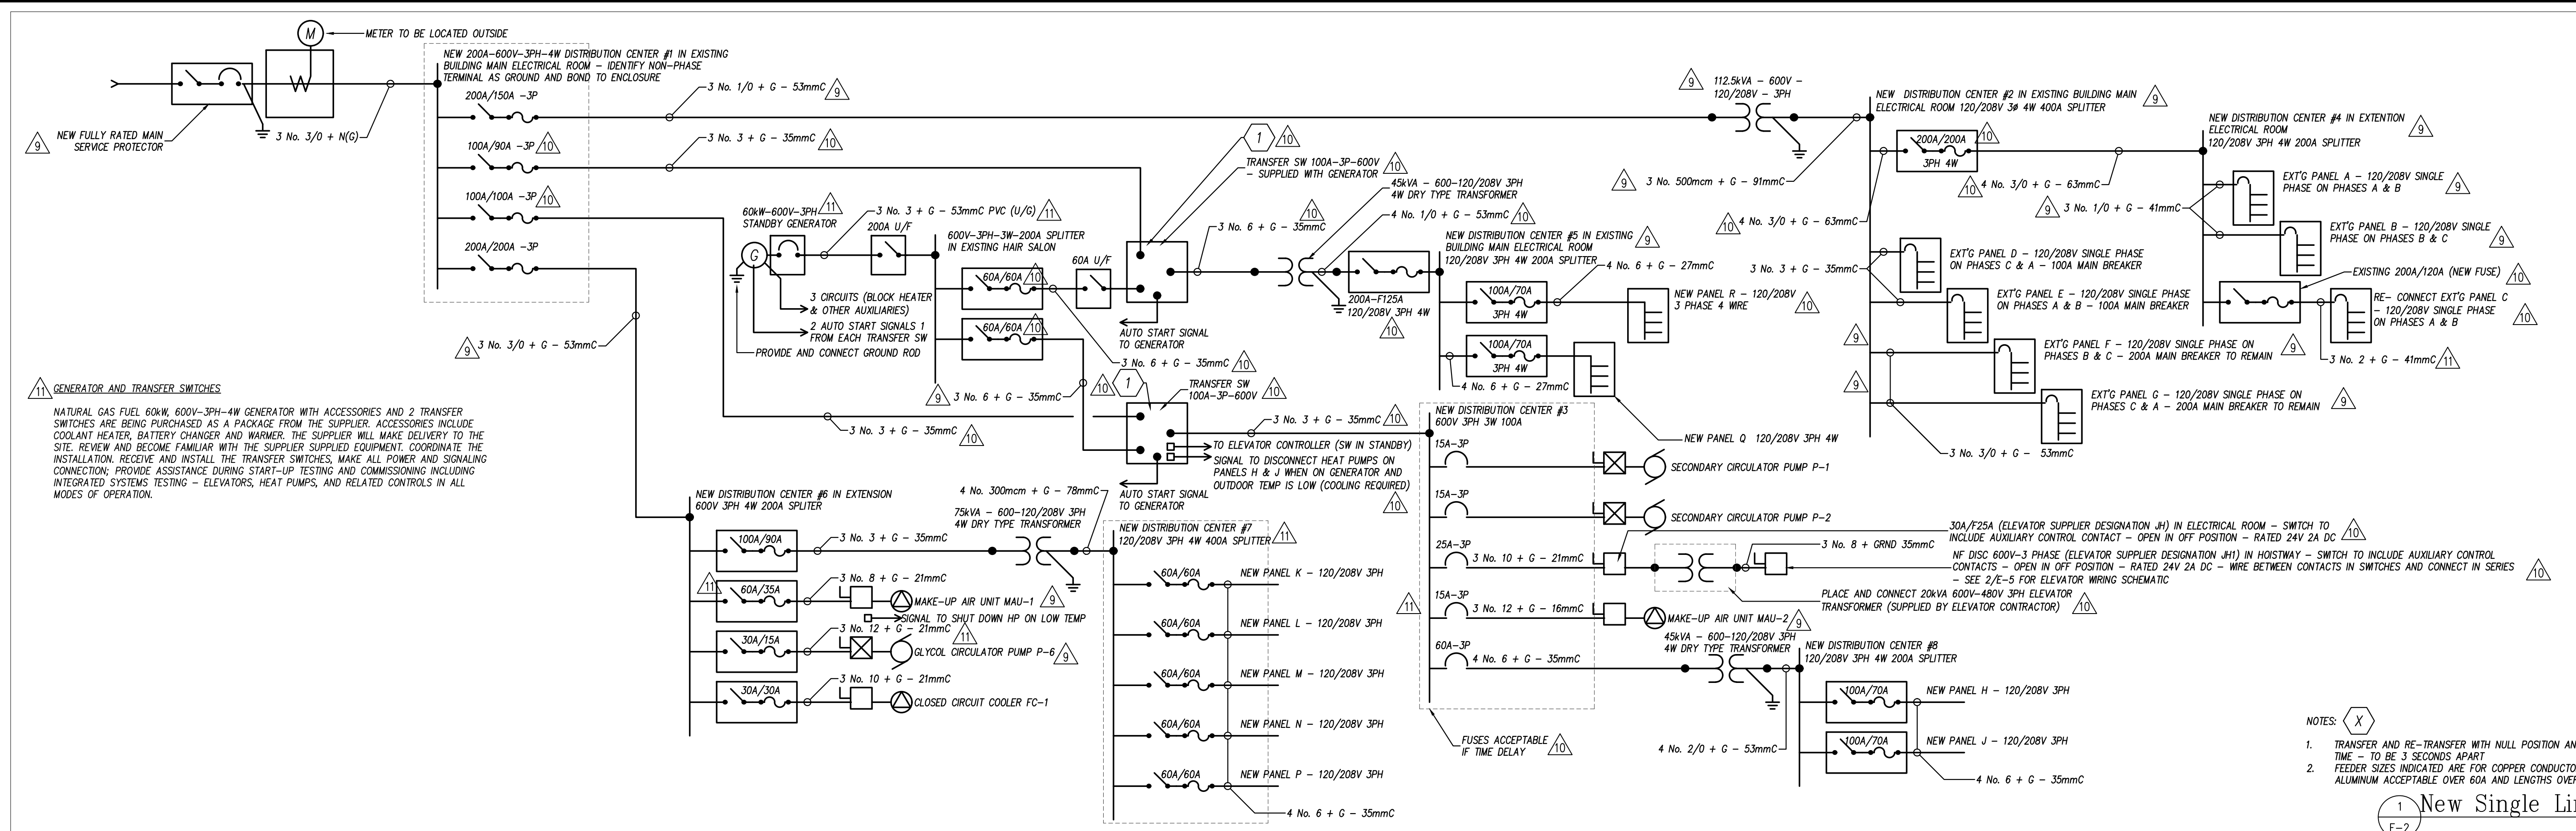 M
METER TO BE LOCATED OUTSIDE
NEW FULLY RATED MAIN
SERVICE PROTECTOR
9
3 No. 3/0 + N(G)
NEW 200A-600V-3PH-4W DISTRIBUTION CENTER #1 IN EXISTING
BUILDING MAIN ELECTRICAL ROOM - IDENTIFY NON-PHASE
TERMINAL AS GROUND AND BOND TO ENCLOSURE
200A/150A -3P
3 No. 1/0 + G - 53mmC
9
100A/90A -3P
10
3 No. 3 + G - 35mmC
10
100A/100A -3P
10
200A/200A -3P
9
3 No. 3/0 + G - 53mmC
60kW-600V-3PH
STANDBY GENERATOR
11
G
3 No. 3 + G - 53mmC PVC (U/G)
11
200A U/F
600V-3PH-3W-200A SPLITTER
IN EXISTING HAIR SALON
60A/60A
10
60A/60A
10
60A U/F
3 CIRCUITS (BLOCK HEATER
& OTHER AUXILIARIES)
2 AUTO START SIGNALS 1
FROM EACH TRANSFER SW
PROVIDE AND CONNECT GROUND ROD
1
10
TRANSFER SW 100A-3P-600V
- SUPPLIED WITH GENERATOR
10
AUTO START SIGNAL
TO GENERATOR
3 No. 6 + G - 35mmC
10
9
3 No. 6 + G - 35mmC
10
1
TRANSFER SW
100A-3P-600V
10
3 No. 3 + G - 35mmC
10
AUTO START SIGNAL
TO GENERATOR
3 No. 3 + G - 35mmC
10
TO ELEVATOR CONTROLLER (SW IN STANDBY)
SIGNAL TO DISCONNECT HEAT PUMPS ON
PANELS H & J WHEN ON GENERATOR AND
OUTDOOR TEMP IS LOW (COOLING REQUIRED)
10
3 No. 6 + G - 35mmC
10
45kVA - 600-120/208V 3PH
4W DRY TYPE TRANSFORMER
10
4 No. 1/0 + G - 53mmC
10
200A-F125A
120/208V 3PH 4W
10
NEW DISTRIBUTION CENTER #5 IN EXISTING
BUILDING MAIN ELECTRICAL ROOM
120/208V 3PH 4W 200A SPLITTER
9
100A/70A
3PH 4W
4 No. 6 + G - 27mmC
NEW PANEL R - 120/208V
3 PHASE 4 WIRE
10
100A/70A
3PH 4W
4 No. 6 + G - 27mmC
NEW PANEL Q 120/208V 3PH 4W
9
112.5kVA - 600V -
120/208V - 3PH
9
3 No. 500mcm + G - 91mmC
NEW DISTRIBUTION CENTER #2 IN EXISTING BUILDING MAIN
ELECTRICAL ROOM 120/208V 3ø 4W 400A SPLITTER
9
200A/200A
3PH 4W
10
10
4 No. 3/0 + G - 63mmC
10
4 No. 3/0 + G - 63mmC
9
3 No. 1/0 + G - 41mmC
3 No. 3 + G - 35mmC
EXT'G PANEL D - 120/208V SINGLE PHASE
ON PHASES C & A - 100A MAIN BREAKER
EXT'G PANEL E - 120/208V SINGLE PHASE
ON PHASES A & B - 100A MAIN BREAKER
9
EXT'G PANEL F - 120/208V SINGLE PHASE ON
PHASES B & C - 200A MAIN BREAKER TO REMAIN
9
9
EXT'G PANEL G - 120/208V SINGLE PHASE ON
PHASES C & A - 200A MAIN BREAKER TO REMAIN
9
3 No. 3/0 + G - 53mmC
NEW DISTRIBUTION CENTER #4 IN EXTENTION
ELECTRICAL ROOM
120/208V 3PH 4W 200A SPLITTER
9
EXT'G PANEL A - 120/208V SINGLE
PHASE ON PHASES A & B
9
EXT'G PANEL B - 120/208V SINGLE
PHASE ON PHASES B & C
9
EXISTING 200A/120A (NEW FUSE)
10
RE- CONNECT EXT'G PANEL C
- 120/208V SINGLE PHASE
ON PHASES A & B
10
3 No. 2 + G - 41mmC
11
11
GENERATOR AND TRANSFER SWITCHES
NATURAL GAS FUEL 60kW, 600V-3PH-4W GENERATOR WITH ACCESSORIES AND 2 TRANSFER
SWITCHES ARE BEING PURCHASED AS A PACKAGE FROM THE SUPPLIER. ACCESSORIES INCLUDE
COOLANT HEATER, BATTERY CHANGER AND WARMER. THE SUPPLIER WILL MAKE DELIVERY TO THE
SITE. REVIEW AND BECOME FAMILIAR WITH THE SUPPLIER SUPPLIED EQUIPMENT. COORDINATE THE
INSTALLATION. RECEIVE AND INSTALL THE TRANSFER SWITCHES, MAKE ALL POWER AND SIGNALING
CONNECTION; PROVIDE ASSISTANCE DURING START-UP TESTING AND COMMISSIONING INCLUDING
INTEGRATED SYSTEMS TESTING - ELEVATORS, HEAT PUMPS, AND RELATED CONTROLS IN ALL
MODES OF OPERATION.
NEW DISTRIBUTION CENTER #6 IN EXTENSION
600V 3PH 4W 200A SPLITER
100A/90A
3 No. 3 + G - 35mmC
11
60A/35A
3 No. 8 + G - 21mmC
MAKE-UP AIR UNIT MAU-1
9
SIGNAL TO SHUT DOWN HP ON LOW TEMP
30A/15A
3 No. 12 + G - 21mmC
11
GLYCOL CIRCULATOR PUMP P-6
9
30A/30A
3 No. 10 + G - 21mmC
CLOSED CIRCUIT COOLER FC-1
4 No. 300mcm + G - 78mmC
75kVA - 600-120/208V 3PH
4W DRY TYPE TRANSFORMER
NEW DISTRIBUTION CENTER #7
120/208V 3PH 4W 400A SPLITTER
11
60A/60A
NEW PANEL K - 120/208V 3PH
60A/60A
NEW PANEL L - 120/208V 3PH
60A/60A
NEW PANEL M - 120/208V 3PH
60A/60A
NEW PANEL N - 120/208V 3PH
60A/60A
NEW PANEL P - 120/208V 3PH
4 No. 6 + G - 35mmC
NEW DISTRIBUTION CENTER #3
600V 3PH 3W 100A
15A-3P
SECONDARY CIRCULATOR PUMP P-1
15A-3P
SECONDARY CIRCULATOR PUMP P-2
25A-3P
3 No. 10 + G - 21mmC
3 No. 8 + GRND 35mmC
11
15A-3P
3 No. 12 + G - 16mmC
MAKE-UP AIR UNIT MAU-2
9
60A-3P
4 No. 6 + G - 35mmC
FUSES ACCEPTABLE
IF TIME DELAY
10
30A/F25A (ELEVATOR SUPPLIER DESIGNATION JH) IN ELECTRICAL ROOM - SWITCH TO
INCLUDE AUXILIARY CONTROL CONTACT - OPEN IN OFF POSITION - RATED 24V 2A DC
10
NF DISC 600V-3 PHASE (ELEVATOR SUPPLIER DESIGNATION JH1) IN HOISTWAY - SWITCH TO INCLUDE AUXILIARY CONTROL
CONTACTS - OPEN IN OFF POSITION - RATED 24V 2A DC - WIRE BETWEEN CONTACTS IN SWITCHES AND CONNECT IN SERIES
- SEE 2/E-5 FOR ELEVATOR WIRING SCHEMATIC
10
PLACE AND CONNECT 20kVA 600V-480V 3PH ELEVATOR
TRANSFORMER (SUPPLIED BY ELEVATOR CONTRACTOR)
10
45kVA - 600-120/208V 3PH
4W DRY TYPE TRANSFORMER
NEW DISTRIBUTION CENTER #8
120/208V 3PH 4W 200A SPLITTER
4 No. 2/0 + G - 53mmC
100A/70A
NEW PANEL H - 120/208V 3PH
100A/70A
NEW PANEL J - 120/208V 3PH
4 No. 6 + G - 35mmC
NOTES: X
1. TRANSFER AND RE-TRANSFER WITH NULL POSITION AN
TIME - TO BE 3 SECONDS APART
2. FEEDER SIZES INDICATED ARE FOR COPPER CONDUCTO
ALUMINUM ACCEPTABLE OVER 60A AND LENGTHS OVER
1
E-2
New Single Li